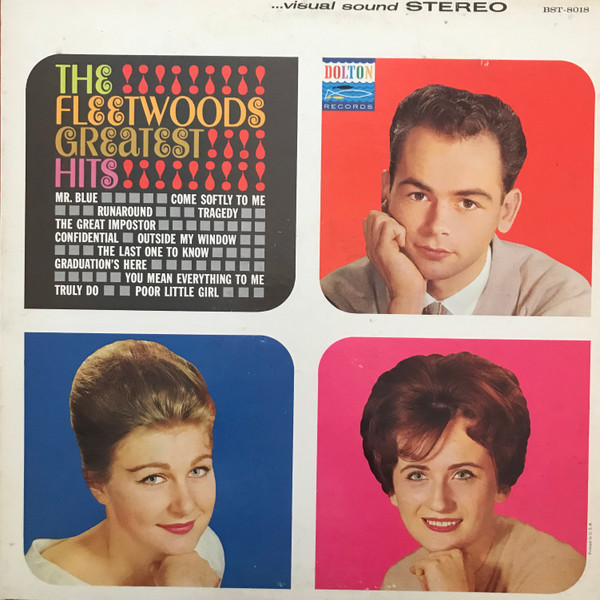 ...visual sound STEREO
BST-8018
THE
FLEETWOODS
GREATEST
HITS
MR. BLUE COME SOFTLY TO ME
RUNAROUND TRAGEDY
THE GREAT IMPOSTOR
CONFIDENTIAL OUTSIDE MY WINDOW
THE LAST ONE TO KNOW
GRADUATION'S HERE
YOU MEAN EVERYTHING TO ME
TRULY DO POOR LITTLE GIRL
DOLTON
RECORDS
Printed in U.S.A.